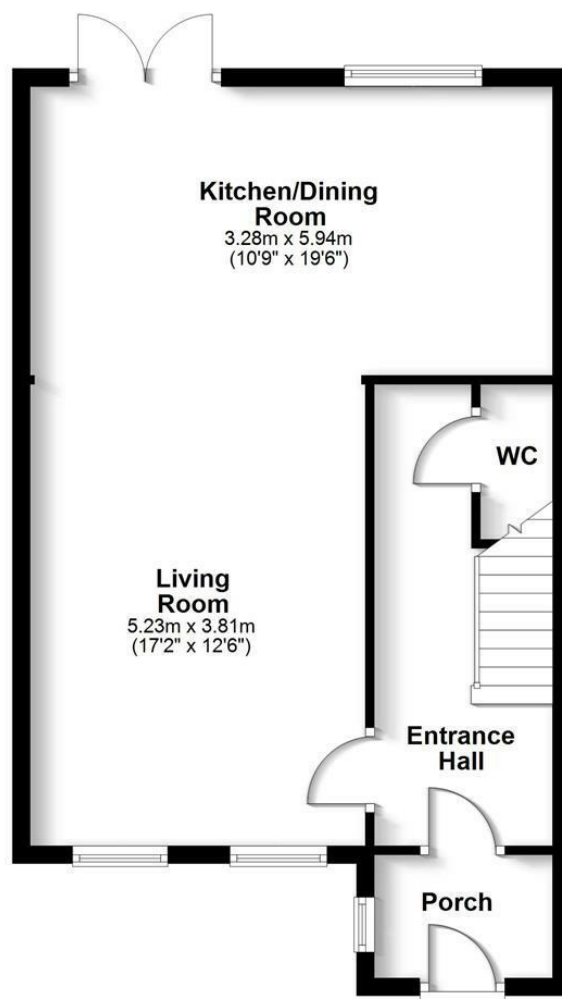 Kitchen/Dining
Room
3.28m x 5.94m
(10'9" x 19'6")
WC
Living
Room
5.23m x 3.81m
(17'2" x 12'6")
Entrance
Hall
Porch